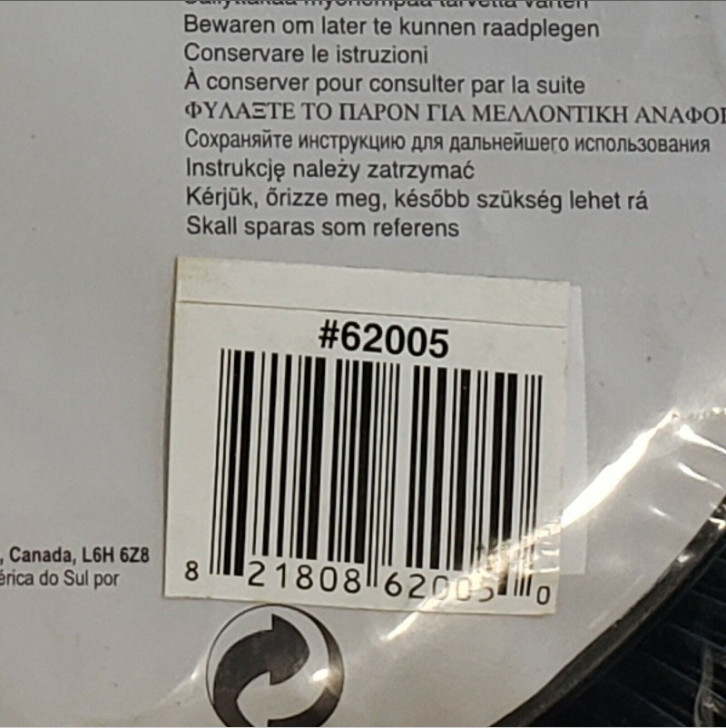 Bewaren om later te kunnen raadplegen
Conservare le istruzioni
À conserver pour consulter par la suite
ΦΥΛΑΞΤΕ ΤΟ ΠΑΡΟΝ ΓΙΑ ΜΕΛΛΟΝΤΙΚΗ ΑΝΑΦΟΡ
Сохраняйте инструкцию для дальнейшего использования
Instrukcję należy zatrzymać
Kérjük, őrizze meg, később szükség lehet rá
Skall sparas som referens
#62005
8 21808 62005 0
, Canada, L6H 6Z8
érica do Sul por